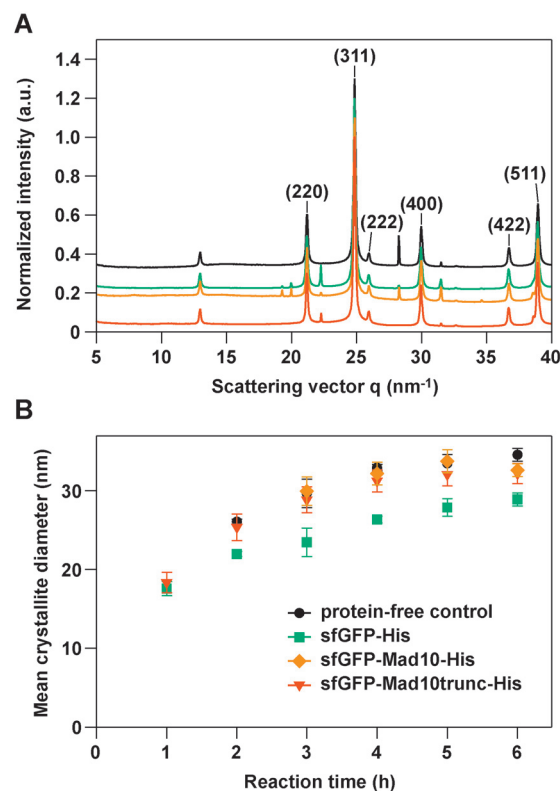 A
Normalized intensity (a.u.)
1.4
1.2
1.0
0.8
0.6
0.4
0.2
0
(311)
(220)
(222)
(400)
(422)
(511)
5 10 15 20 25 30 35 40
Scattering vector q (nm-1)
B
Mean crystallite diameter (nm)
30
20
10
0
protein-free control
sfGFP-His
sfGFP-Mad10-His
sfGFP-Mad10trunc-His
0 1 2 3 4 5 6
Reaction time (h)